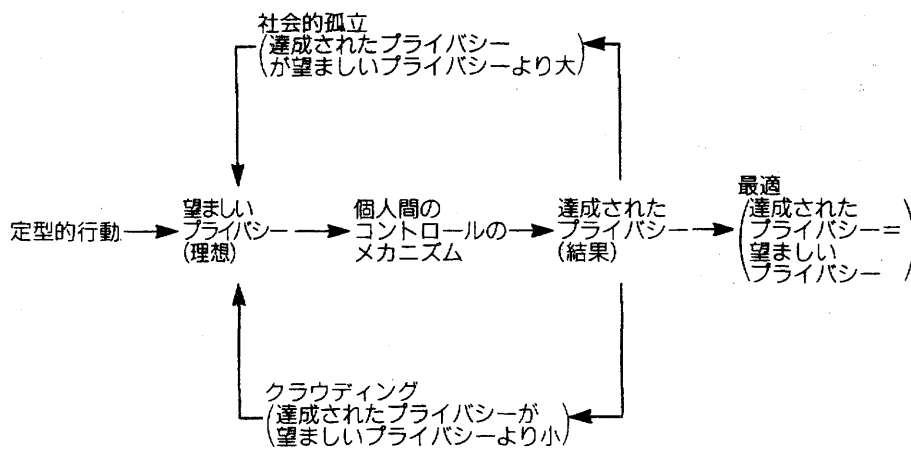 社会的孤立
(達成されたプライバシー
が望ましいプライバシーより大)
定型的行動
望ましい
プライバシー
(理想)
個人間の
コントロールの
メカニズム
達成された
プライバシー
(結果)
最適
(達成された
プライバシー＝
望ましい
プライバシー)
クラウディング
(達成されたプライバシーが
望ましいプライバシーより小)